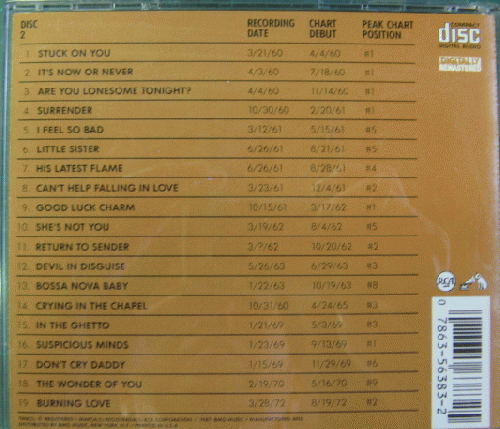 DISC 2 RECORDING DATE CHART DEBUT PEAK CHART POSITION
1. STUCK ON YOU 3/21/60 4/4/60 #1
2. IT'S NOW OR NEVER 4/3/60 7/18/60 #1
3. ARE YOU LONESOME TONIGHT? 4/4/60 11/14/60 #1
4. SURRENDER 10/30/60 2/20/61 #1
5. I FEEL SO BAD 3/12/61 5/15/61 #5
6. LITTLE SISTER 6/26/61 8/21/61 #5
7. HIS LATEST FLAME 6/26/61 8/28/61 #4
8. CAN'T HELP FALLING IN LOVE 3/23/61 12/4/61 #2
9. GOOD LUCK CHARM 10/15/61 3/17/62 #1
10. SHE'S NOT YOU 3/19/62 8/4/62 #5
11. RETURN TO SENDER 3/?/62 10/20/62 #2
12. DEVIL IN DISGUISE 5/26/63 6/29/63 #3
13. BOSSA NOVA BABY 1/22/63 10/19/63 #8
14. CRYING IN THE CHAPEL 10/31/60 4/24/65 #3
15. IN THE GHETTO 1/21/69 5/3/69 #3
16. SUSPICIOUS MINDS 1/23/69 9/13/69 #1
17. DON'T CRY DADDY 1/15/69 11/29/69 #6
18. THE WONDER OF YOU 2/19/70 5/16/70 #9
19. BURNING LOVE 3/28/72 8/19/72 #2
COMPACT
disc
DIGITAL AUDIO
DIGITALLY
REMASTERED
RCA
0 7863-56383-2